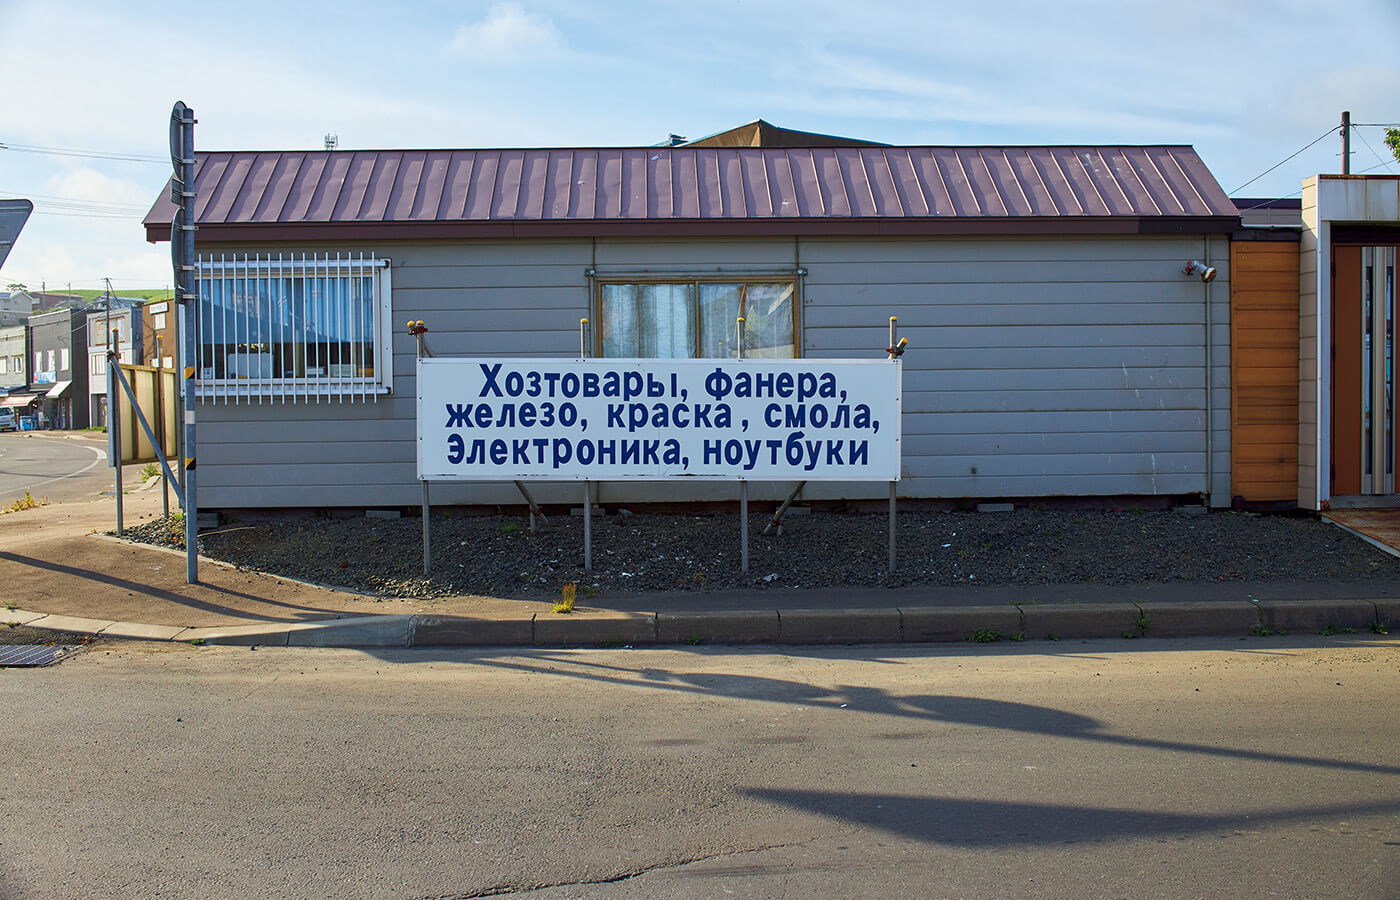 Хозтовары, фанера,
железо, краска, смола,
Электроника, ноутбуки